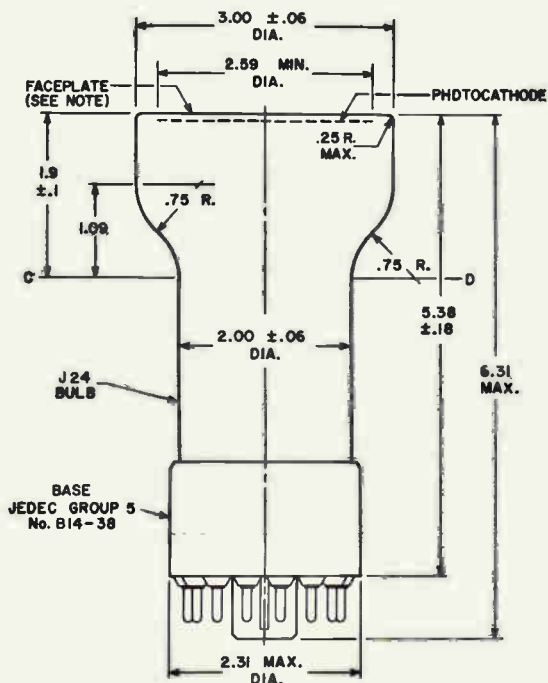 3.00 ±.06
DIA.
2.59 MIN.
DIA.
FACEPLATE
(SEE NOTE)
PHDTOCATHODE
.25 R.
MAX.
1.9
±.1
.75 R.
1.09
.75 R.
C
D
5.38
±.18
2.00 ±.06
DIA.
6.31
MAX.
J24
BULB
BASE
JEDEC GROUP 5
No. B14-38
2.31 MAX.
DIA.